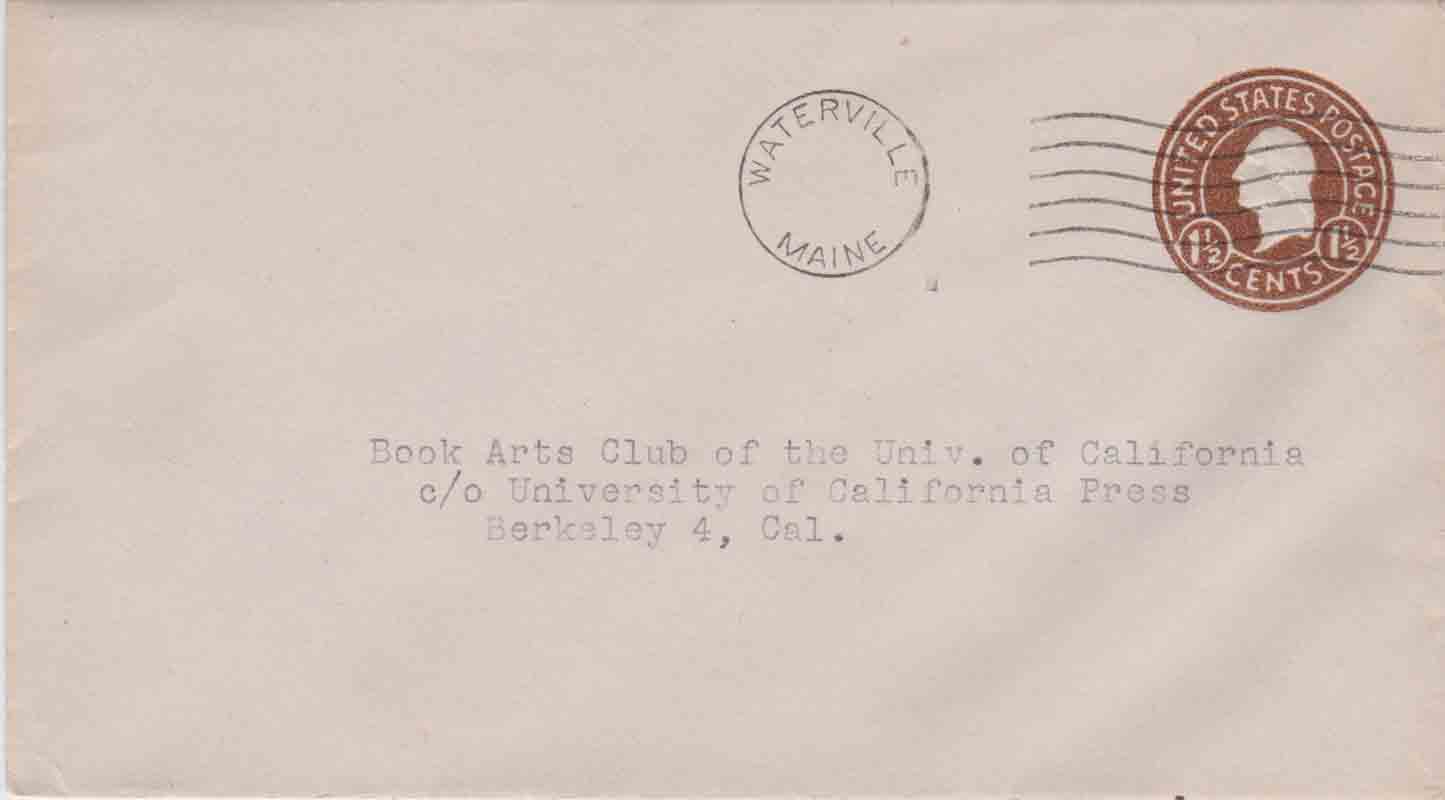 WATERVILLE
MAINE
UNITED STATES POSTAGE
1½ 1½
CENTS
Book Arts Club of the Univ. of California
c/o University of California Press
Berkeley 4, Cal.